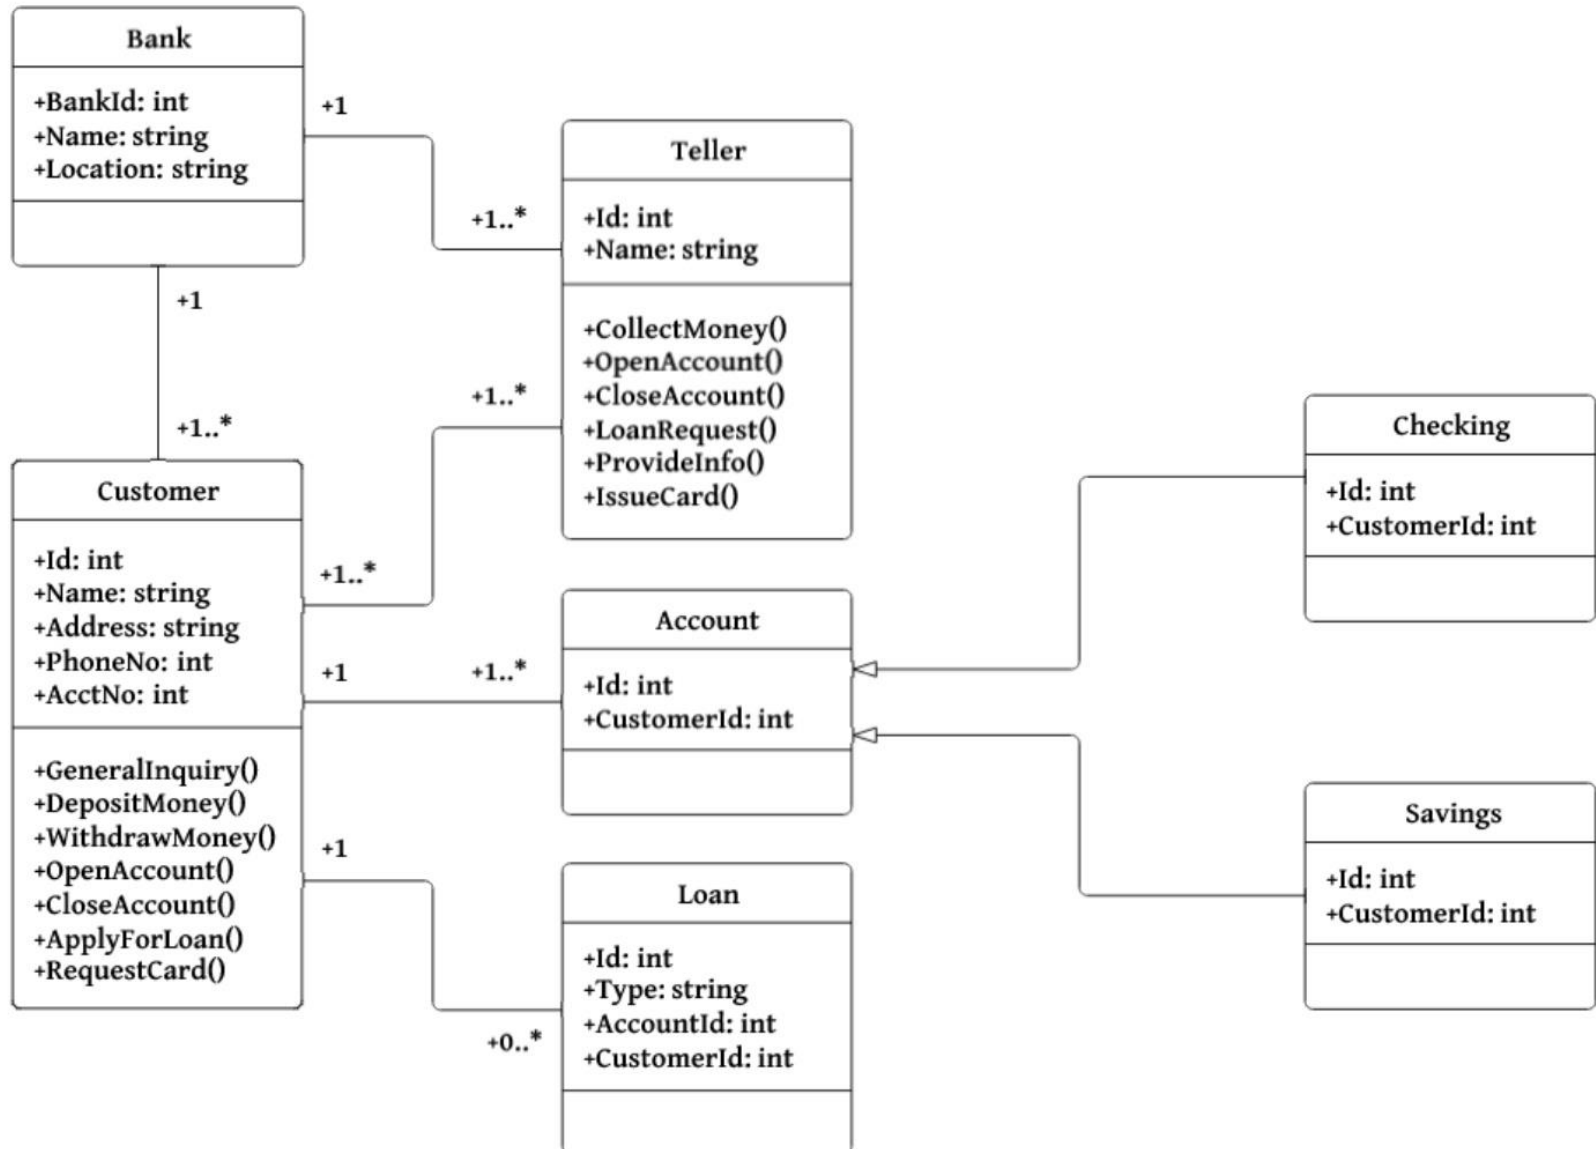 Bank
+BankId: int
+Name: string
+Location: string
+1
+1..*
+1
+1..*
Teller
+Id: int
+Name: string
+CollectMoney()
+OpenAccount()
+CloseAccount()
+LoanRequest()
+ProvideInfo()
+IssueCard()
+1..*
+1..*
Customer
+Id: int
+Name: string
+Address: string
+PhoneNo: int
+AcctNo: int
+GeneralInquiry()
+DepositMoney()
+WithdrawMoney()
+OpenAccount()
+CloseAccount()
+ApplyForLoan()
+RequestCard()
+1
+1..*
Account
+Id: int
+CustomerId: int
+1
+0..*
Loan
+Id: int
+Type: string
+AccountId: int
+CustomerId: int
Checking
+Id: int
+CustomerId: int
Savings
+Id: int
+CustomerId: int